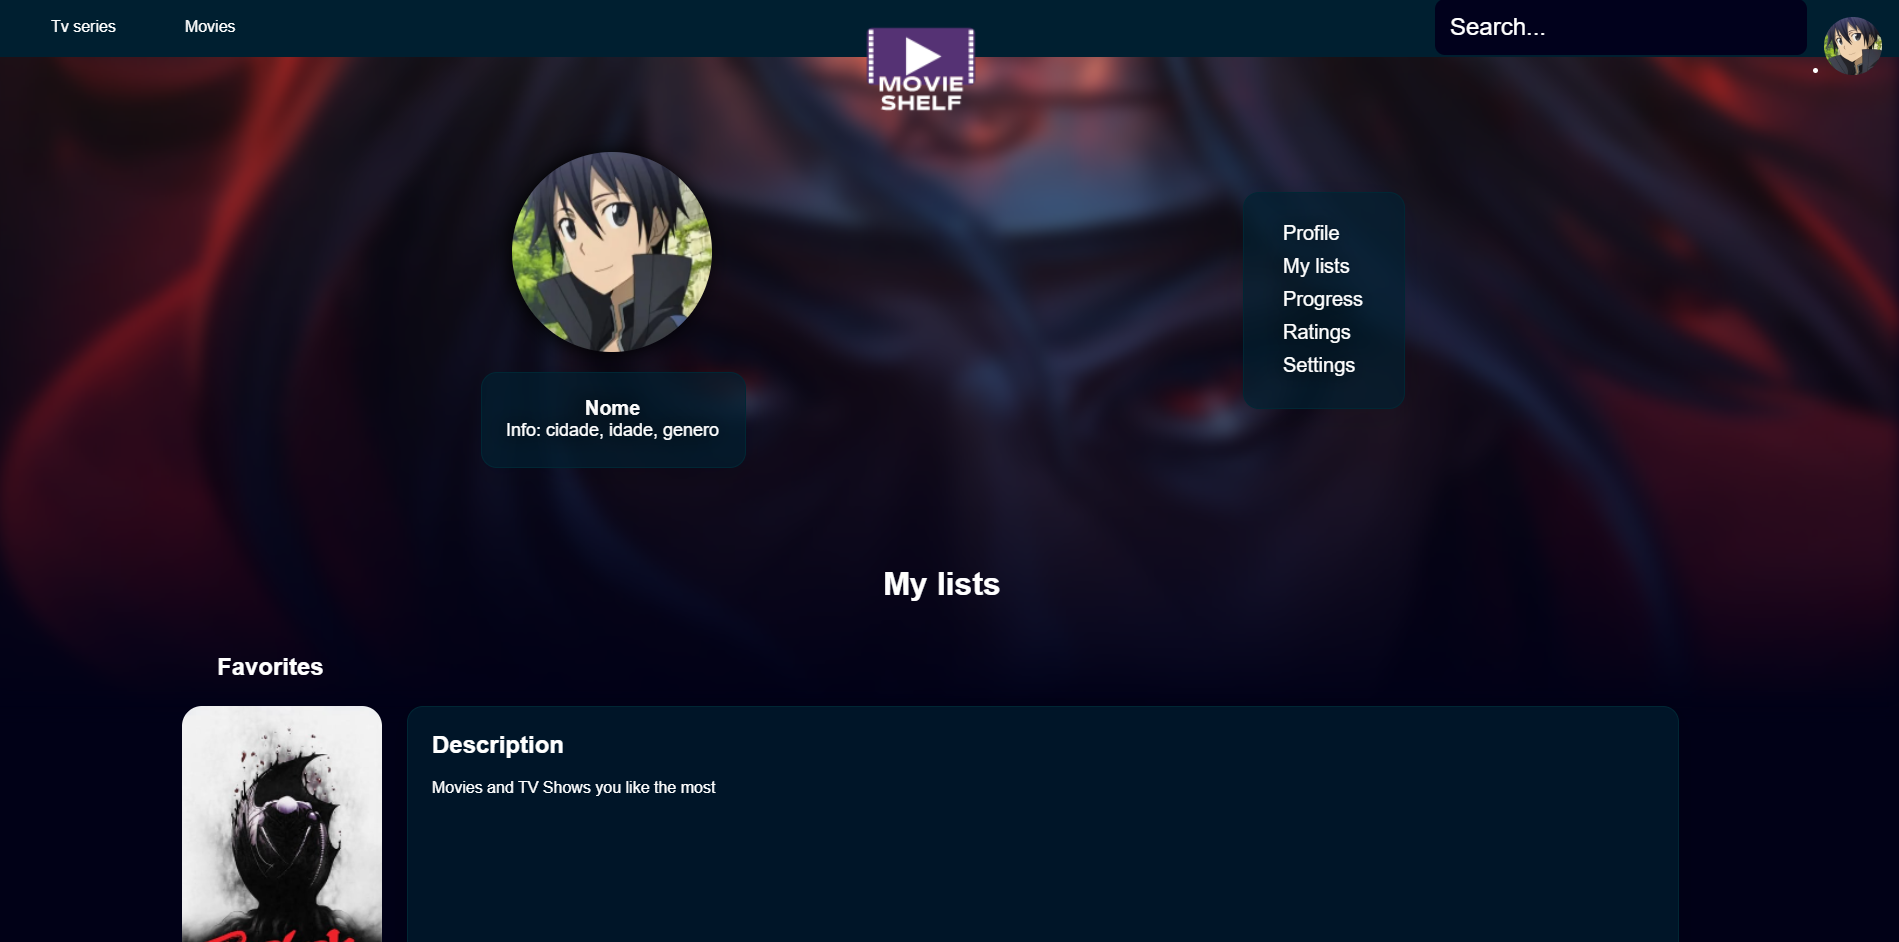 Tv series
Movies
MOVIE
SHELF
Search...
Profile
My lists
Progress
Ratings
Settings
Nome
Info: cidade, idade, genero
My lists
Favorites
Description
Movies and TV Shows you like the most